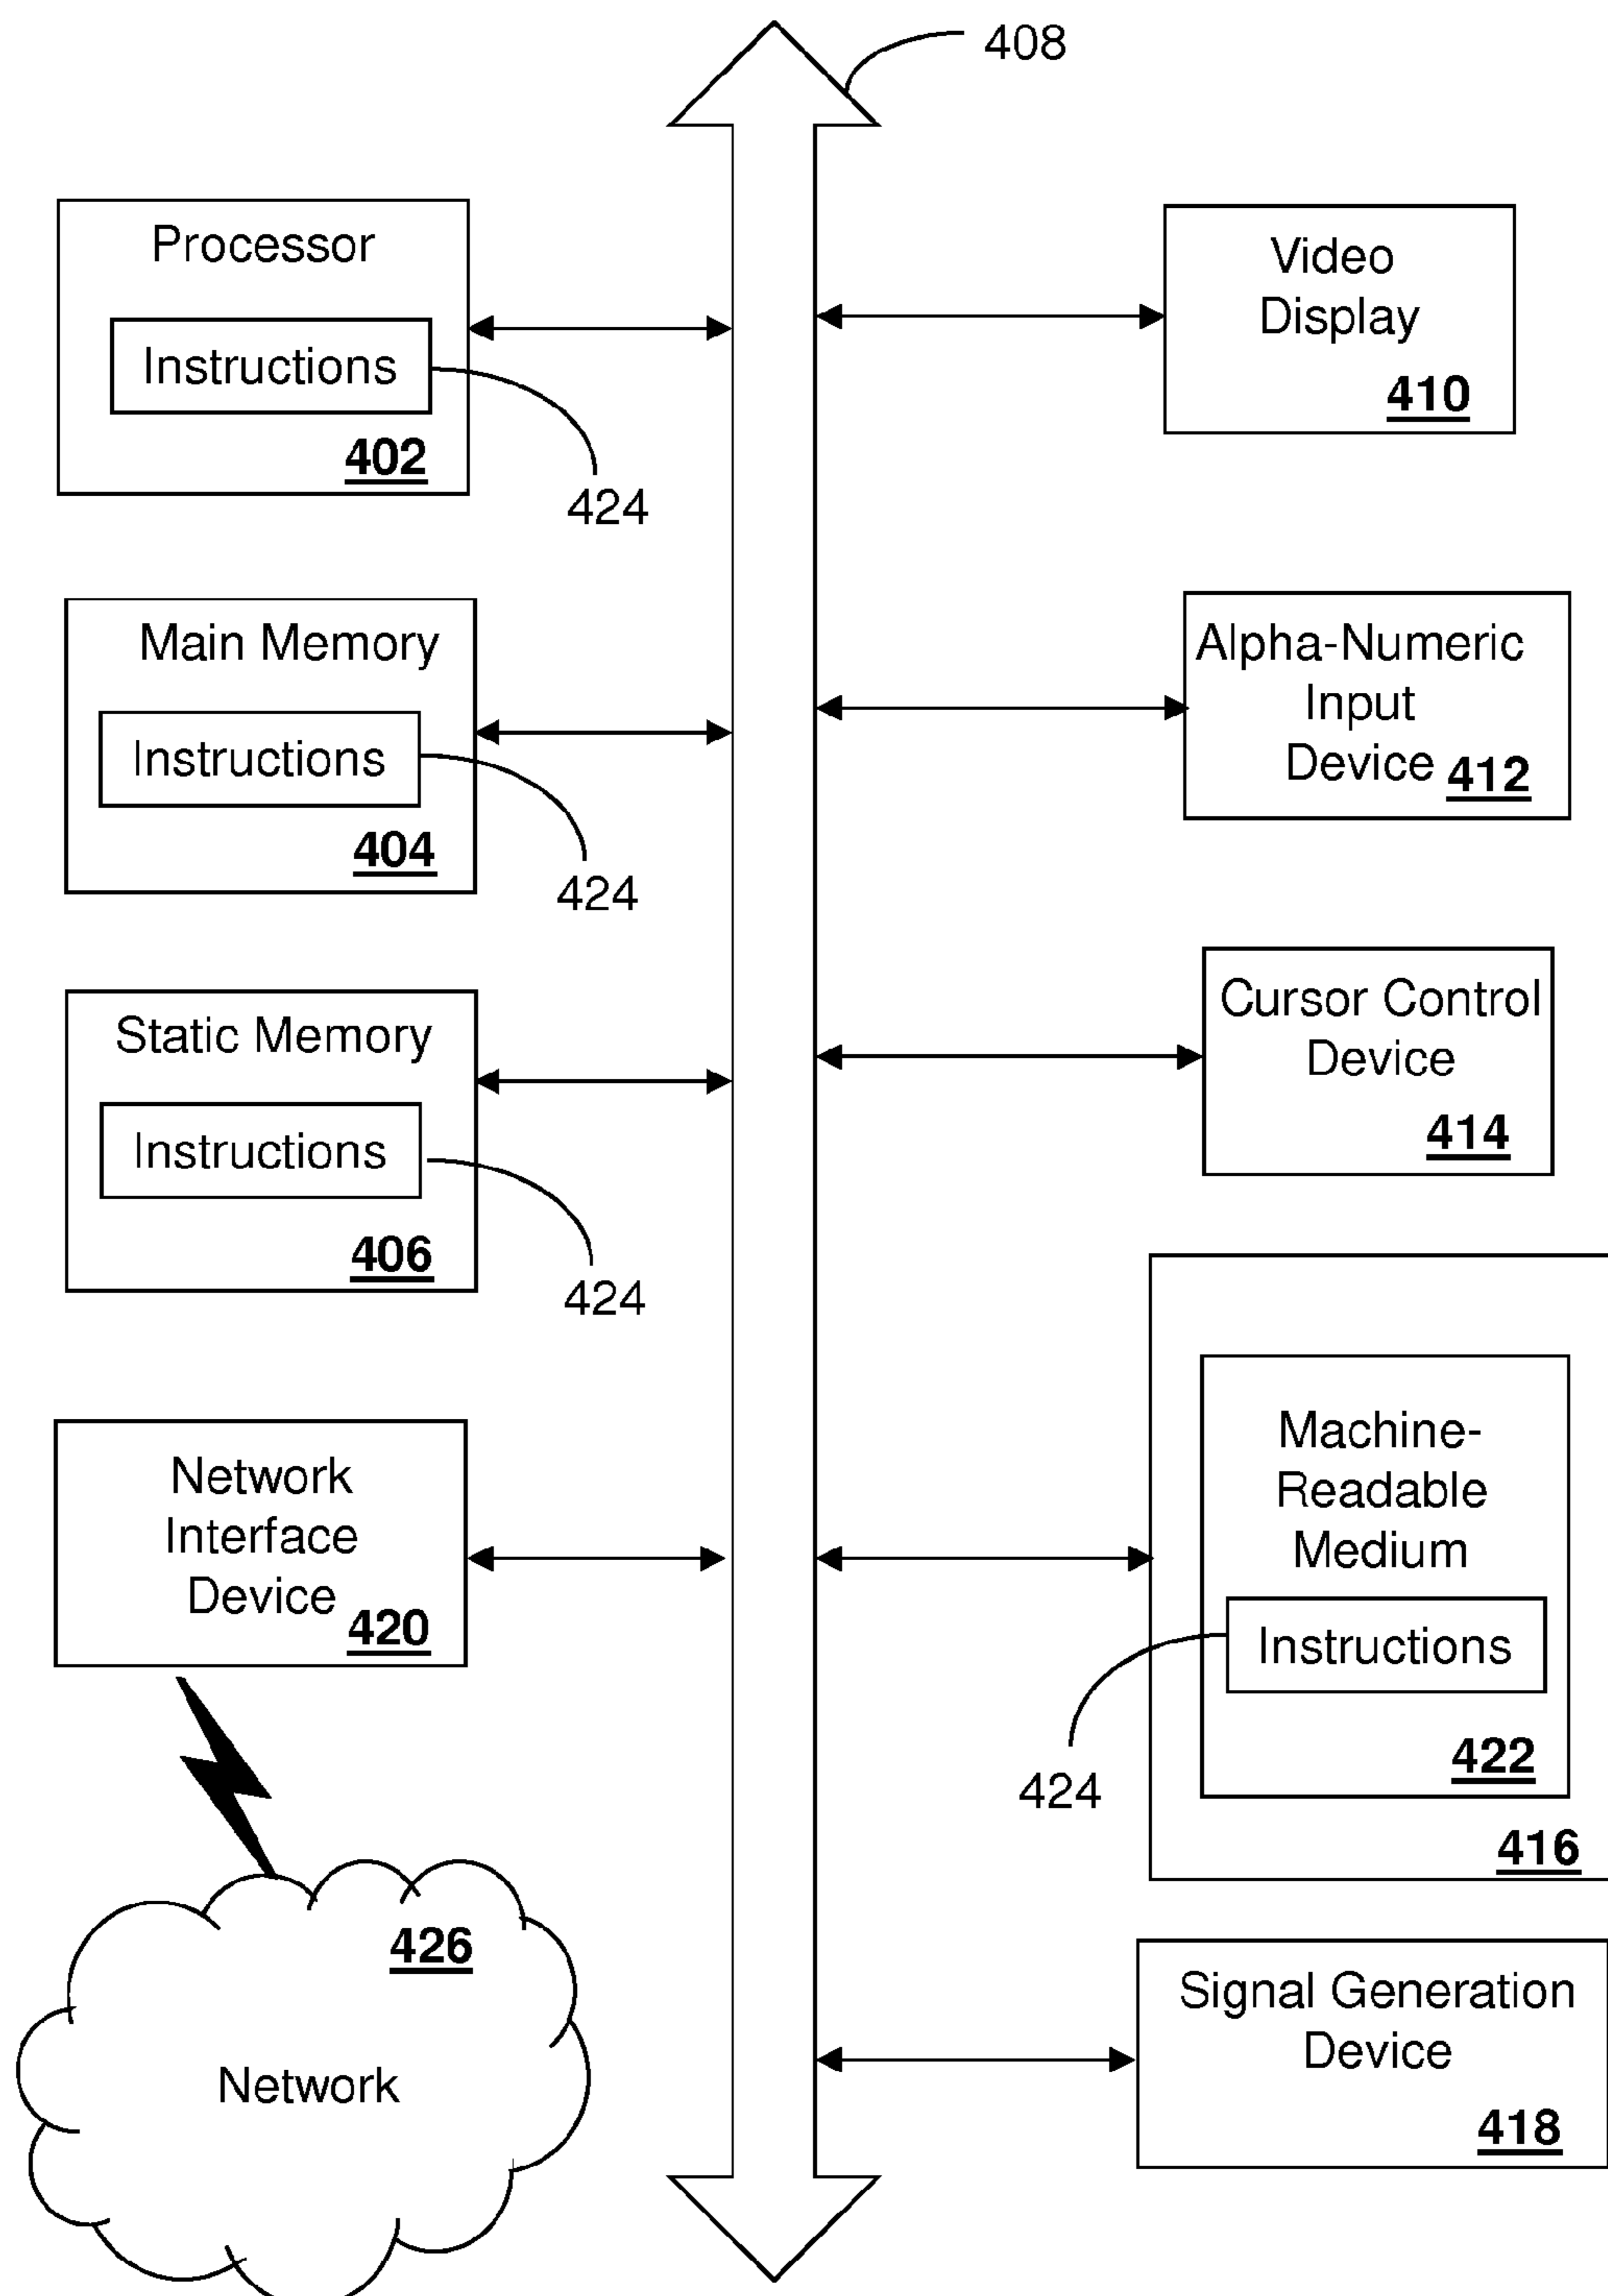 408
Processor
Instructions
402
424
Main Memory
Instructions
404
424
Static Memory
Instructions
406
424
Network
Interface
Device
420
426
Network
Video
Display
410
Alpha-Numeric
Input
Device
412
Cursor Control
Device
414
Machine-
Readable
Medium
Instructions
424
422
416
Signal Generation
Device
418